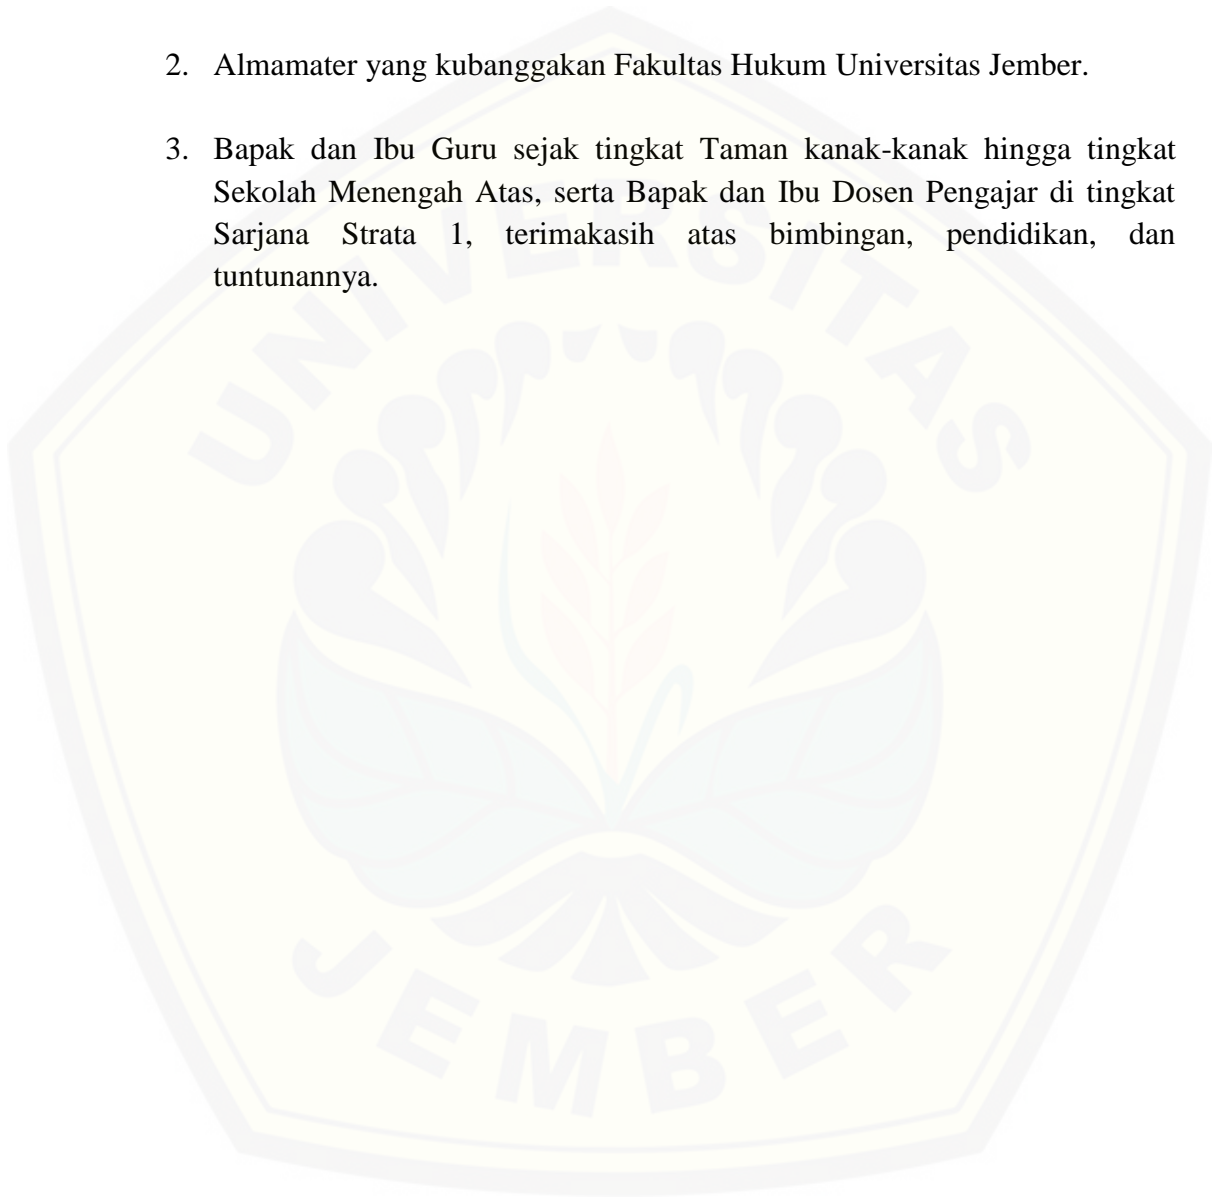 2. Almamater yang kubanggakan Fakultas Hukum Universitas Jember.
3. Bapak dan Ibu Guru sejak tingkat Taman kanak-kanak hingga tingkat
Sekolah Menengah Atas, serta Bapak dan Ibu Dosen Pengajar di tingkat
Sarjana Strata 1, terimakasih atas bimbingan, pendidikan, dan
tuntunannya.
UNIVERSITAS
JEMBER